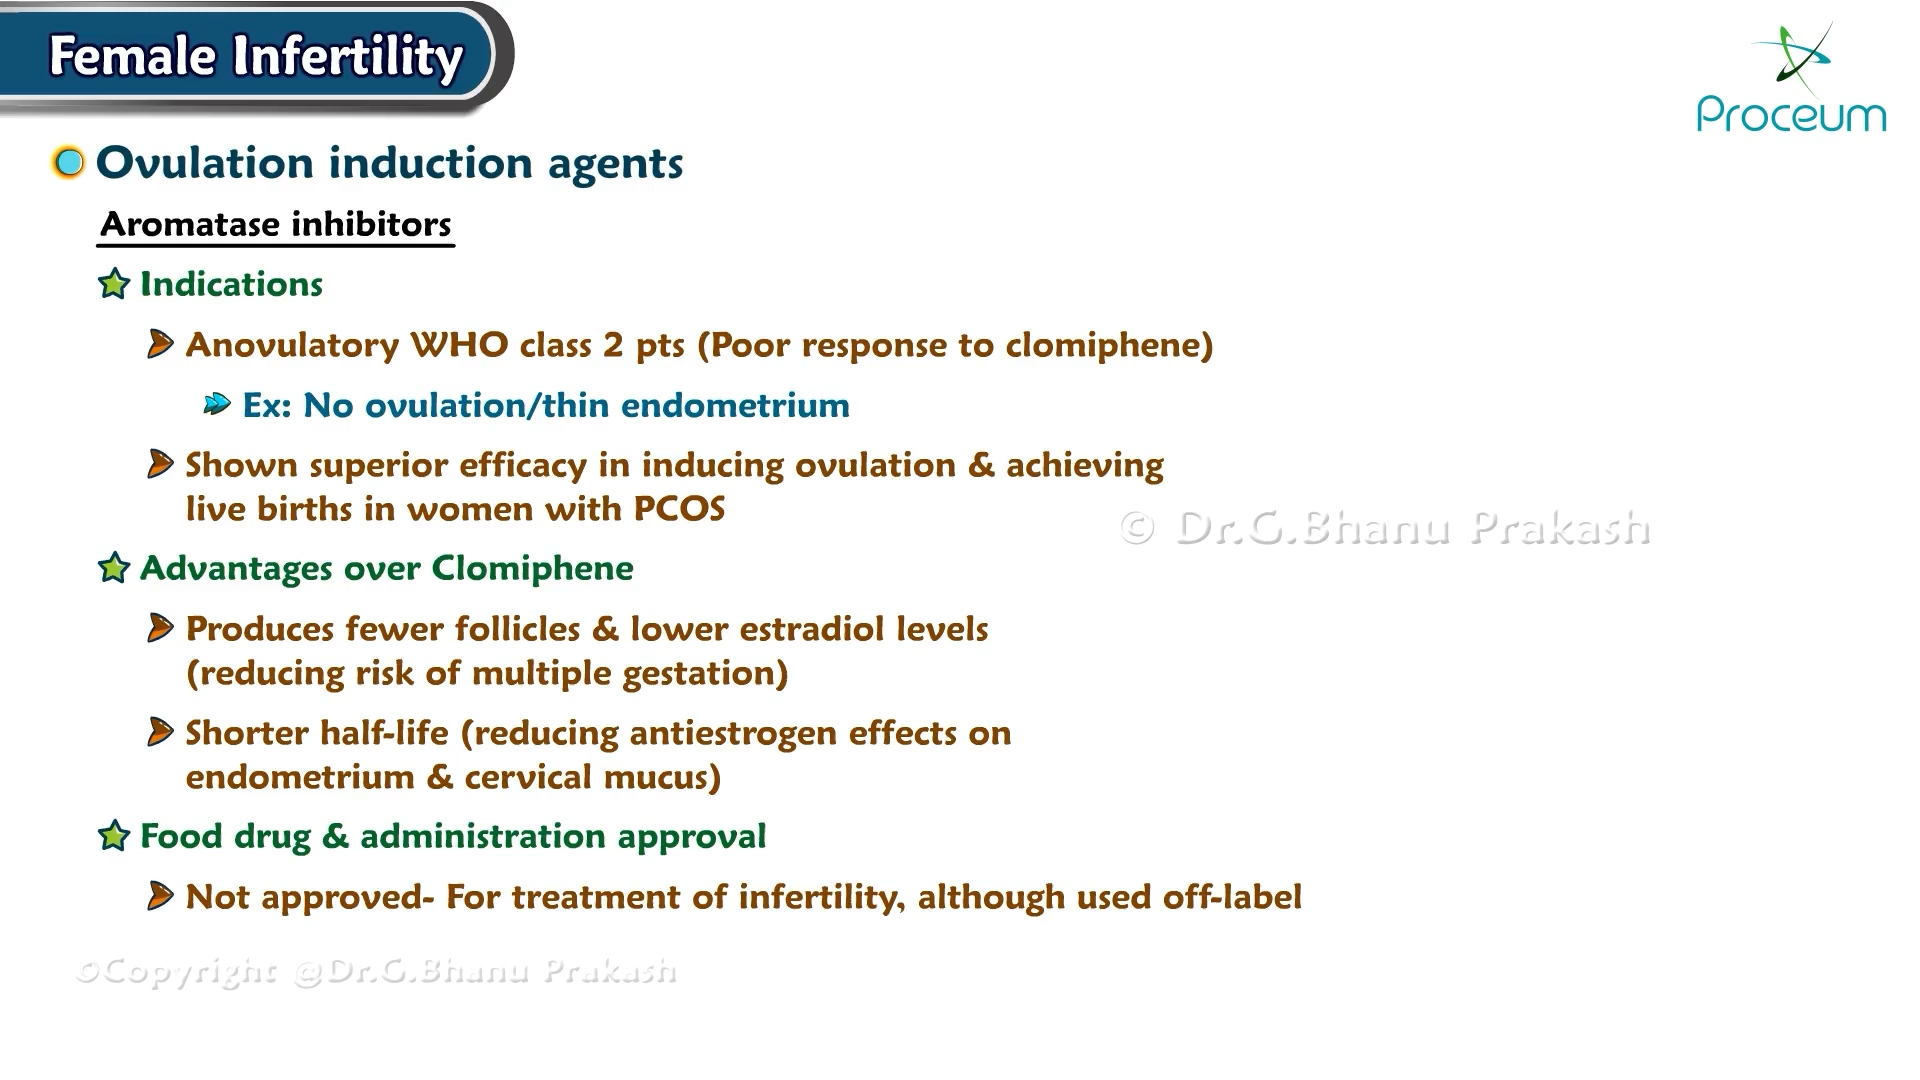 Female Infertility
Proceum
Ovulation induction agents
Aromatase inhibitors
Indications
Anovulatory WHO class 2 pts (Poor response to clomiphene)
Ex: No ovulation/thin endometrium
Shown superior efficacy in inducing ovulation & achieving
live births in women with PCOS
© Dr.G.Bhanu Prakash
Advantages over Clomiphene
Produces fewer follicles & lower estradiol levels
(reducing risk of multiple gestation)
Shorter half-life (reducing antiestrogen effects on
endometrium & cervical mucus)
Food drug & administration approval
Not approved- For treatment of infertility, although used off-label
©Copyright @Dr.G.Bhanu Prakash